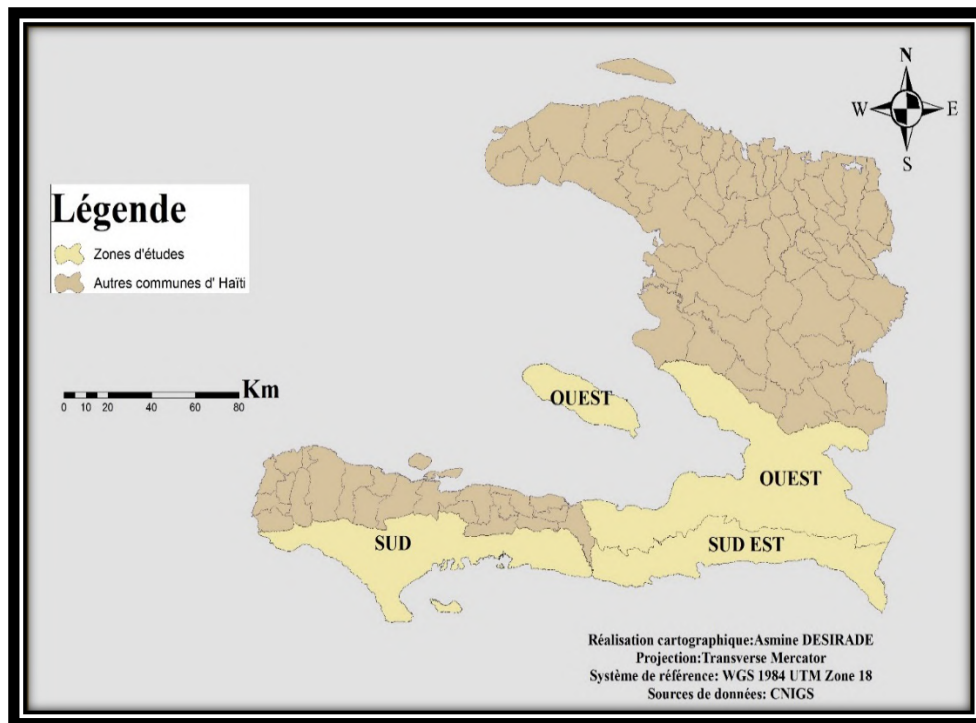 N
W
E
S
Légende
Zones d'études
Autres communes d' Haïti
Km
0 5 10 20 40 60 80
OUEST
OUEST
SUD
SUD EST
Réalisation cartographique:Asmine DESIRADE
Projection:Transverse Mercator
Système de référence: WGS 1984 UTM Zone 18
Sources de données: CNIGS